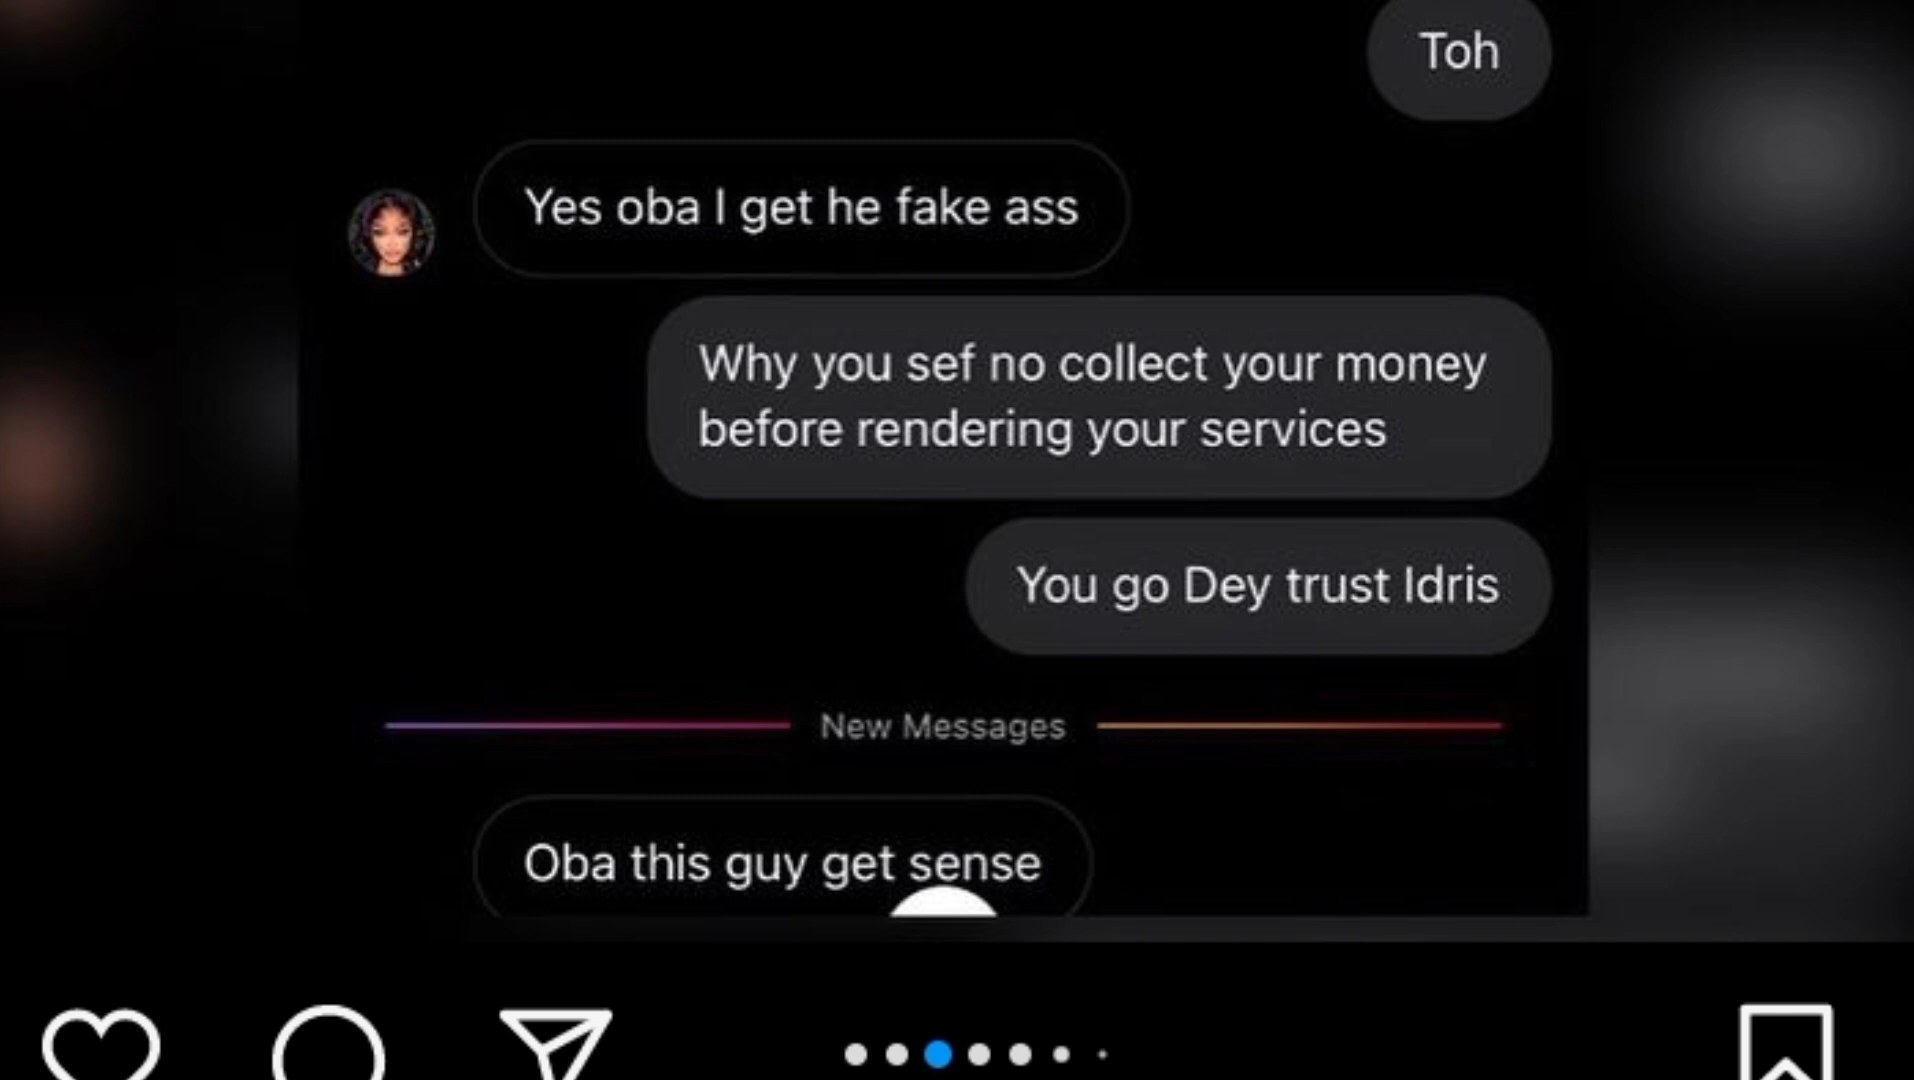 Toh
Yes oba I get he fake ass
Why you sef no collect your money
before rendering your services
You go Dey trust Idris
New Messages
Oba this guy get sense